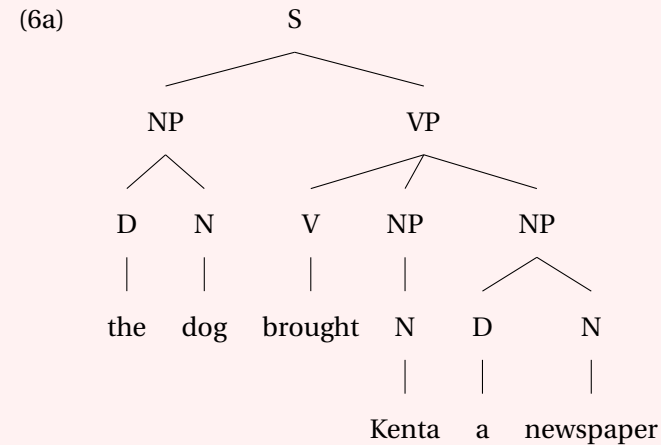 (6a) S
NP VP
D N V NP NP
the dog brought N D N
Kenta a newspaper